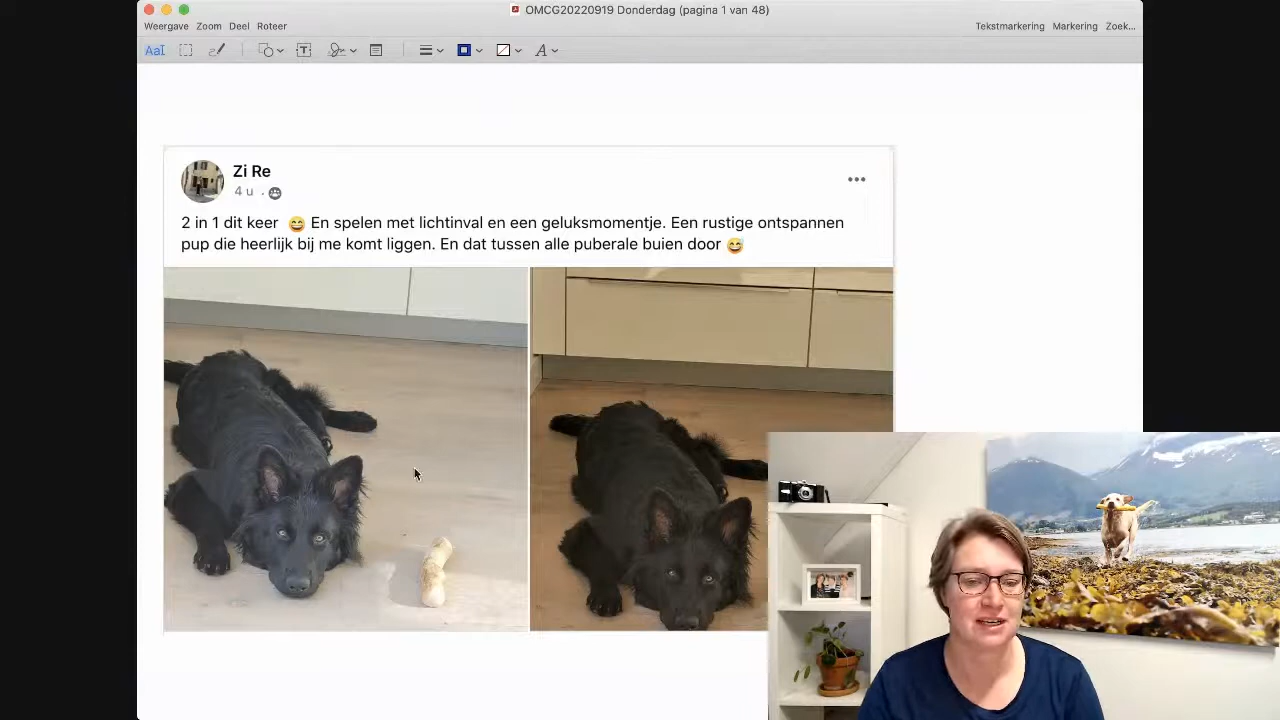 OMCG20220919 Donderdag (pagina 1 van 48)
Weergave Zoom Deel Roteer
Tekstmarkering Markering Zoek...
AaI
T
A
Zi Re
4 u ·
2 in 1 dit keer 😅 En spelen met lichtinval en een geluksmomentje. Een rustige ontspannen
pup die heerlijk bij me komt liggen. En dat tussen alle puberale buien door 😅